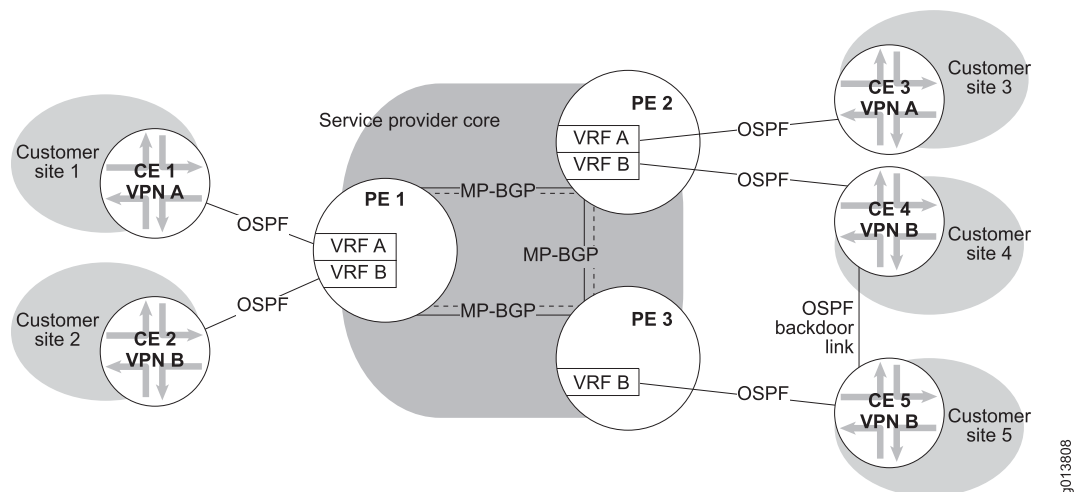 Service provider core
Customer
site 1
CE 1
VPN A
OSPF
Customer
site 2
CE 2
VPN B
OSPF
PE 1
VRF A
VRF B
MP-BGP
MP-BGP
MP-BGP
PE 2
VRF A
VRF B
PE 3
VRF B
OSPF
OSPF
OSPF
CE 3
VPN A
Customer
site 3
CE 4
VPN B
Customer
site 4
OSPF
backdoor
link
CE 5
VPN B
Customer
site 5
g013808